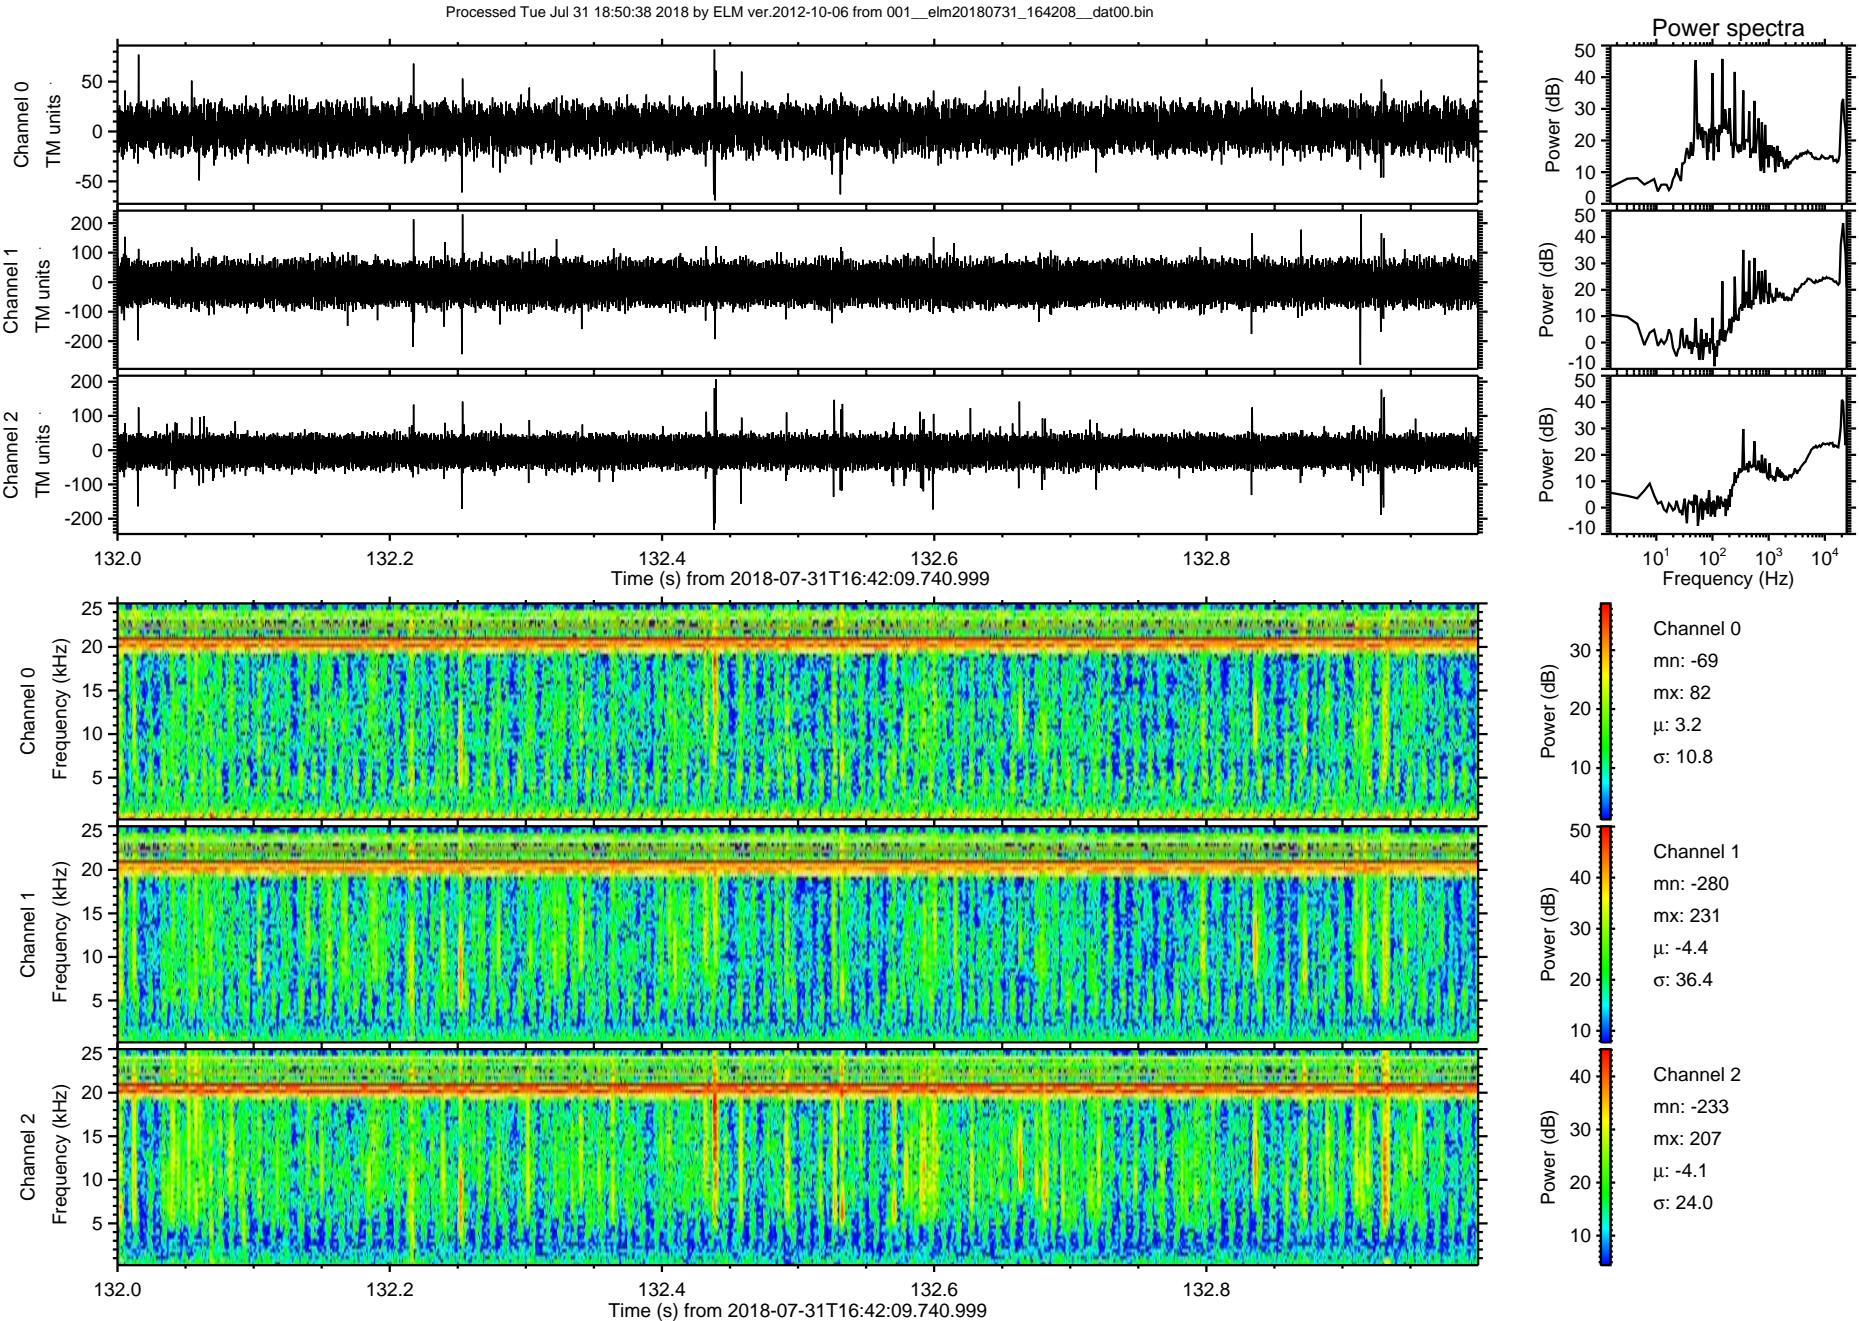 Processed Tue Jul 31 18:50:38 2018 by ELM ver.2012-10-06 from 001__elm20180731_164208__dat00.bin
Power spectra
Channel 0
TM units
50
0
-50
Power (dB)
50
40
30
20
10
0
Channel 1
TM units
200
100
0
-100
-200
Power (dB)
50
40
30
20
10
0
-10
Channel 2
TM units
200
100
0
-100
-200
Power (dB)
50
40
30
20
10
0
-10
132.0 132.2 132.4 132.6 132.8
Time (s) from 2018-07-31T16:42:09.740.999
10^1 10^2 10^3 10^4
Frequency (Hz)
Channel 0
Frequency (kHz)
25
20
15
10
5
Power (dB)
30
20
10
Channel 0
mn: -69
mx: 82
μ: 3.2
σ: 10.8
Channel 1
Frequency (kHz)
25
20
15
10
5
Power (dB)
50
40
30
20
10
Channel 1
mn: -280
mx: 231
μ: -4.4
σ: 36.4
Channel 2
Frequency (kHz)
25
20
15
10
5
Power (dB)
40
30
20
10
Channel 2
mn: -233
mx: 207
μ: -4.1
σ: 24.0
132.0 132.2 132.4 132.6 132.8
Time (s) from 2018-07-31T16:42:09.740.999